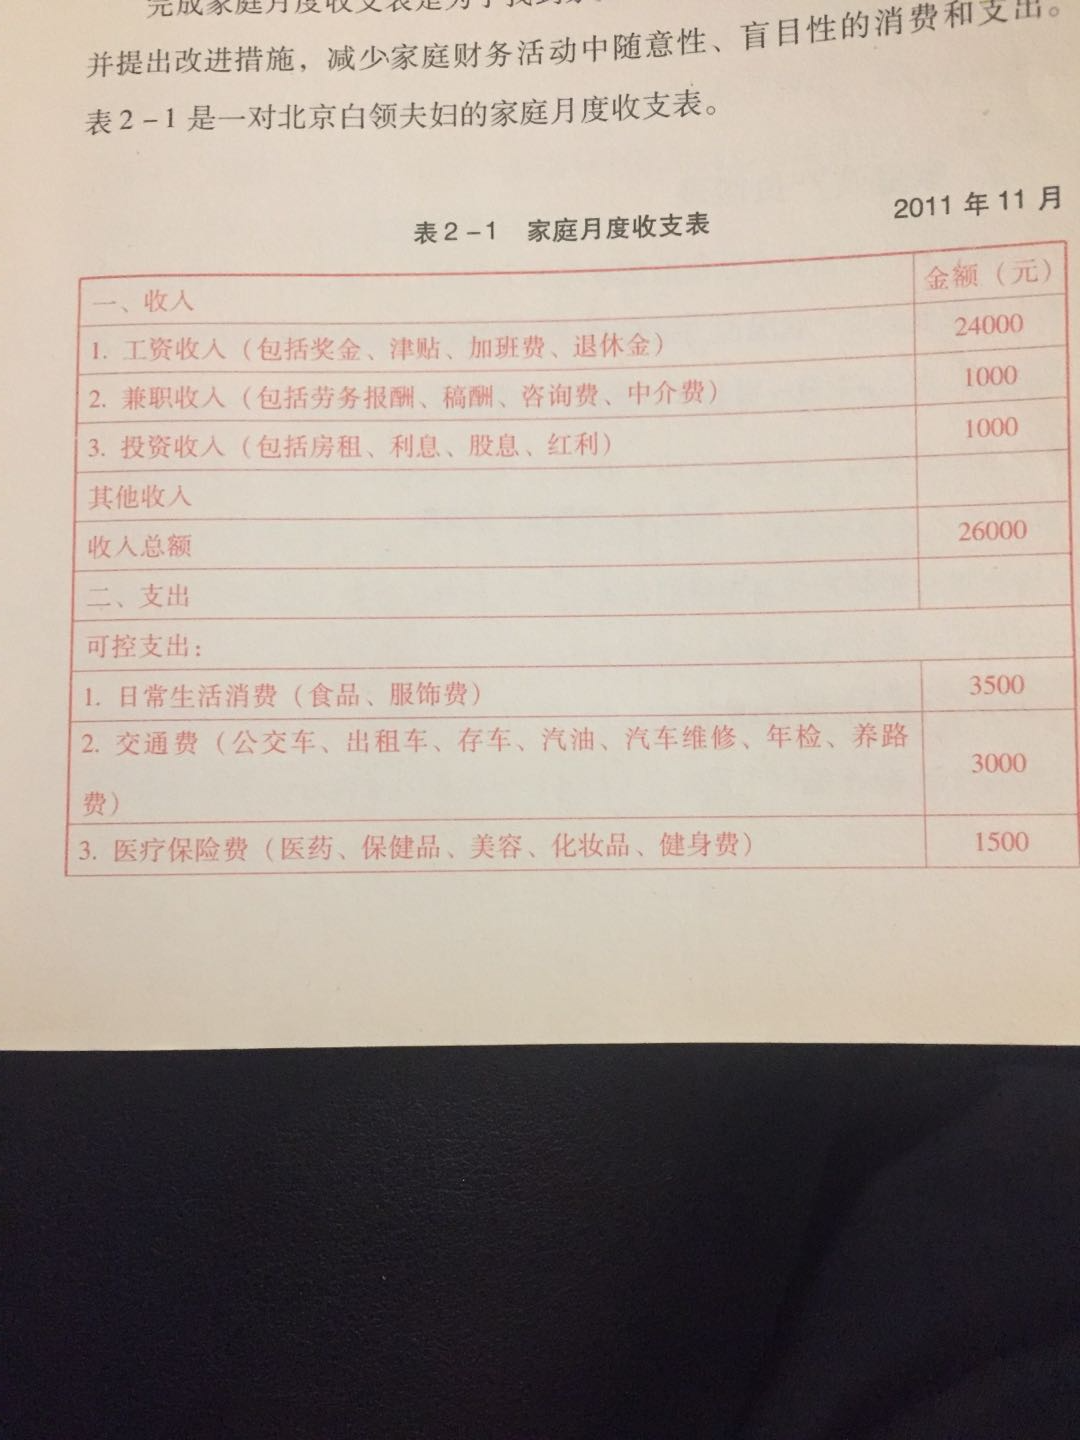 完成家庭月度收支表是为了找到
并提出改进措施，减少家庭财务活动中随意性、盲目性的消费和支出。
表2-1是一对北京白领夫妇的家庭月度收支表。
表2-1 家庭月度收支表
2011年11月
一、收入 金额（元）
1. 工资收入（包括奖金、津贴、加班费、退休金） 24000
2. 兼职收入（包括劳务报酬、稿酬、咨询费、中介费） 1000
3. 投资收入（包括房租、利息、股息、红利） 1000
其他收入
收入总额 26000
二、支出
可控支出：
1. 日常生活消费（食品、服饰费） 3500
2. 交通费（公交车、出租车、存车、汽油、汽车维修、年检、养路
费） 3000
3. 医疗保险费（医药、保健品、美容、化妆品、健身费） 1500